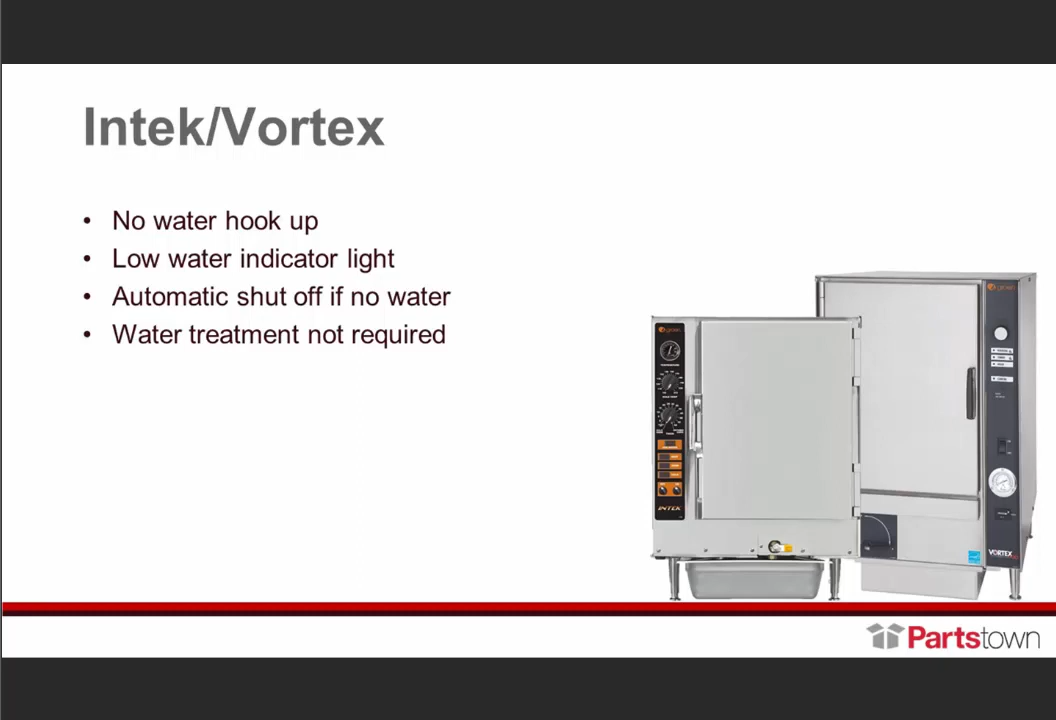 Intek/Vortex
• No water hook up
• Low water indicator light
• Automatic shut off if no water
• Water treatment not required
INTEK
VORTEX
Partstown